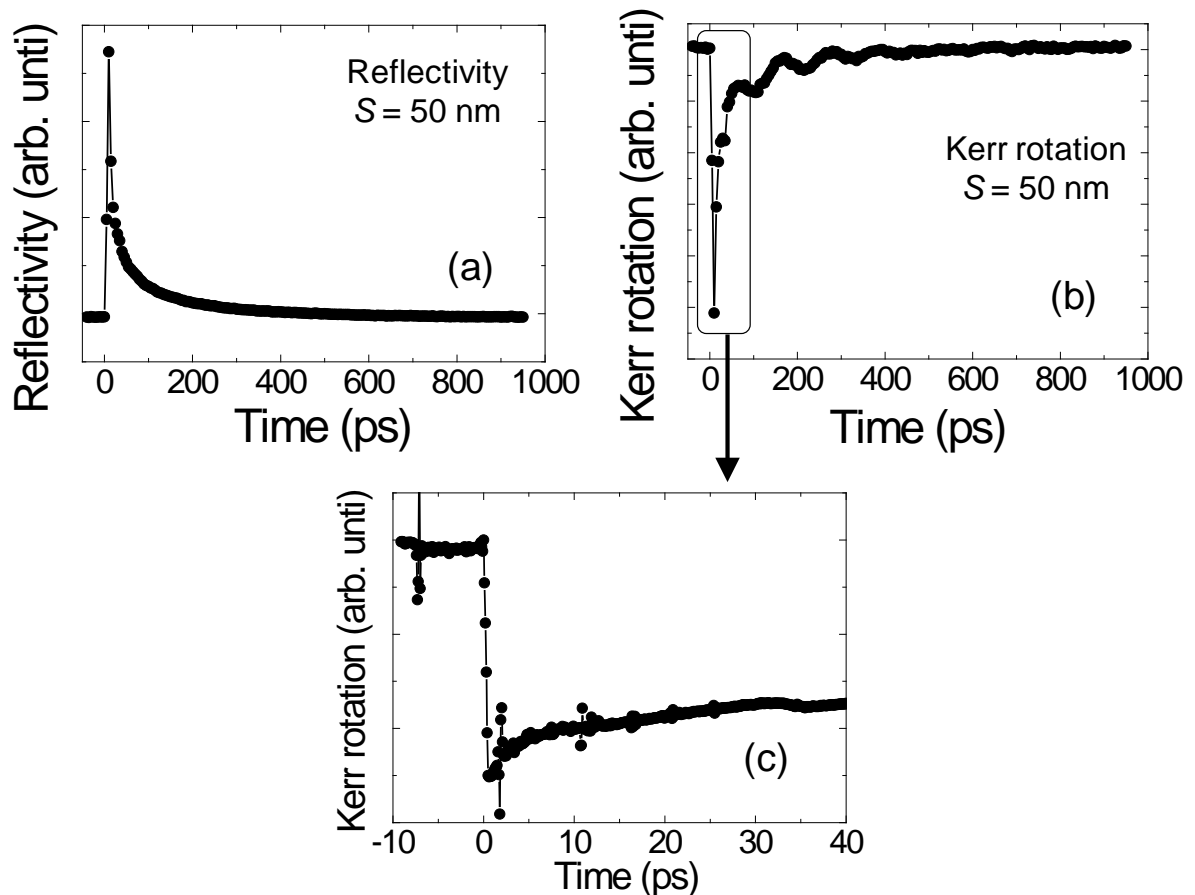 Reflectivity (arb. unti)
Reflectivity
S = 50 nm
(a)
0 200 400 600 800 1000
Time (ps)
Kerr rotation (arb. unti)
Kerr rotation
S = 50 nm
(b)
0 200 400 600 800 1000
Time (ps)
Kerr rotation (arb. unti)
(c)
-10 0 10 20 30 40
Time (ps)